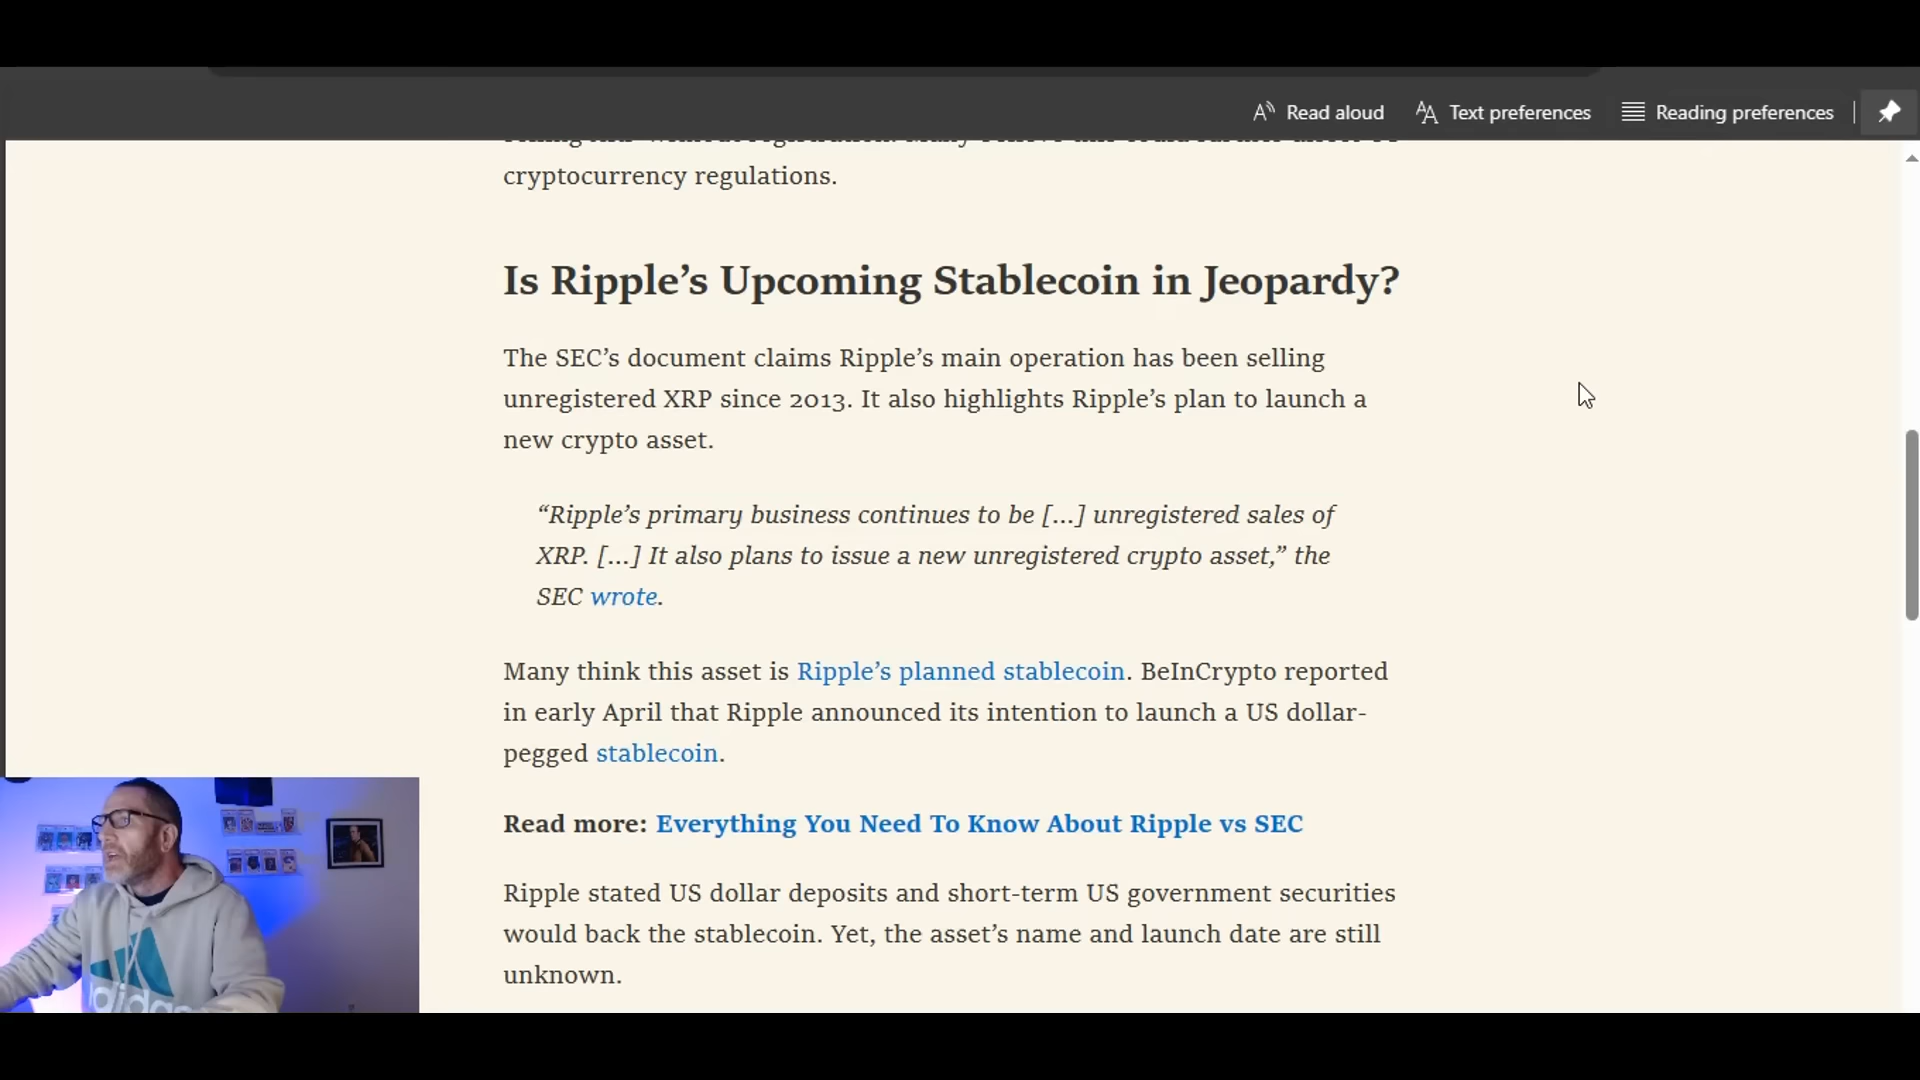 Read aloud
Text preferences
Reading preferences
cryptocurrency regulations.
Is Ripple’s Upcoming Stablecoin in Jeopardy?
The SEC’s document claims Ripple’s main operation has been selling
unregistered XRP since 2013. It also highlights Ripple’s plan to launch a
new crypto asset.
“Ripple’s primary business continues to be […] unregistered sales of
XRP. […] It also plans to issue a new unregistered crypto asset,” the
SEC wrote.
Many think this asset is Ripple’s planned stablecoin. BeInCrypto reported
in early April that Ripple announced its intention to launch a US dollar-
pegged stablecoin.
Read more: Everything You Need To Know About Ripple vs SEC
Ripple stated US dollar deposits and short-term US government securities
would back the stablecoin. Yet, the asset’s name and launch date are still
unknown.
adidas